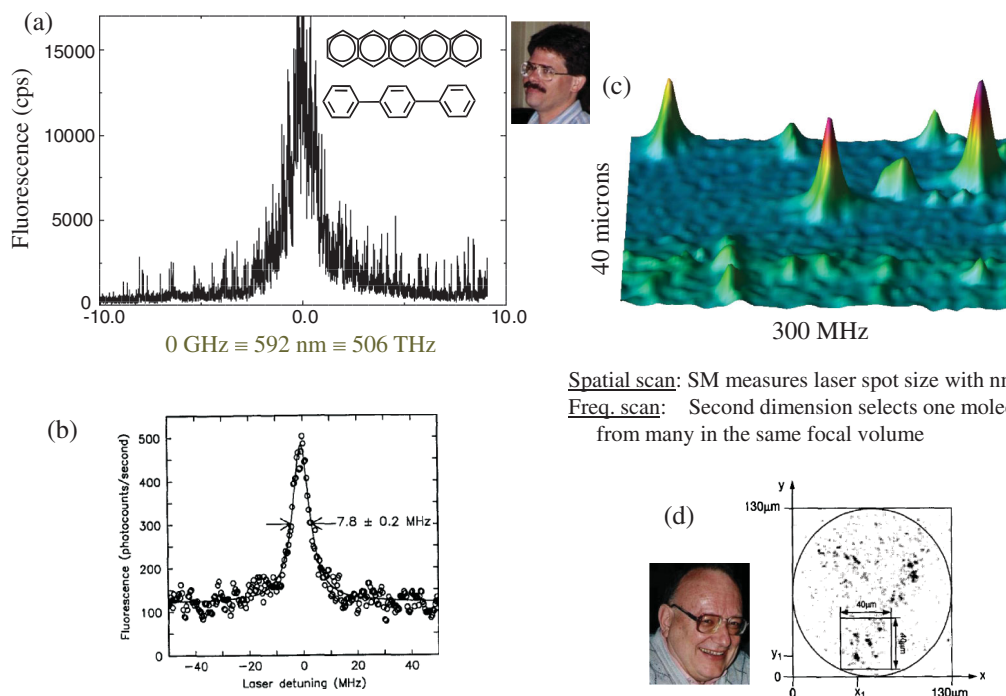 (a)
15000
10000
5000
0
Fluorescence (cps)
-10.0
0.0
10.0
0 GHz ≡ 592 nm ≡ 506 THz
(c)
40 microns
300 MHz
Spatial scan: SM measures laser spot size with
Freq. scan: Second dimension selects one
from many in the same focal volume
(b)
500
400
300
200
100
0
Fluorescence (photocounts/second)
7.8 ± 0.2 MHz
-40
-20
0
20
40
Laser detuning (MHz)
(d)
y
130µm
40µm
40µm
y1
0
0
x1
130µm
x